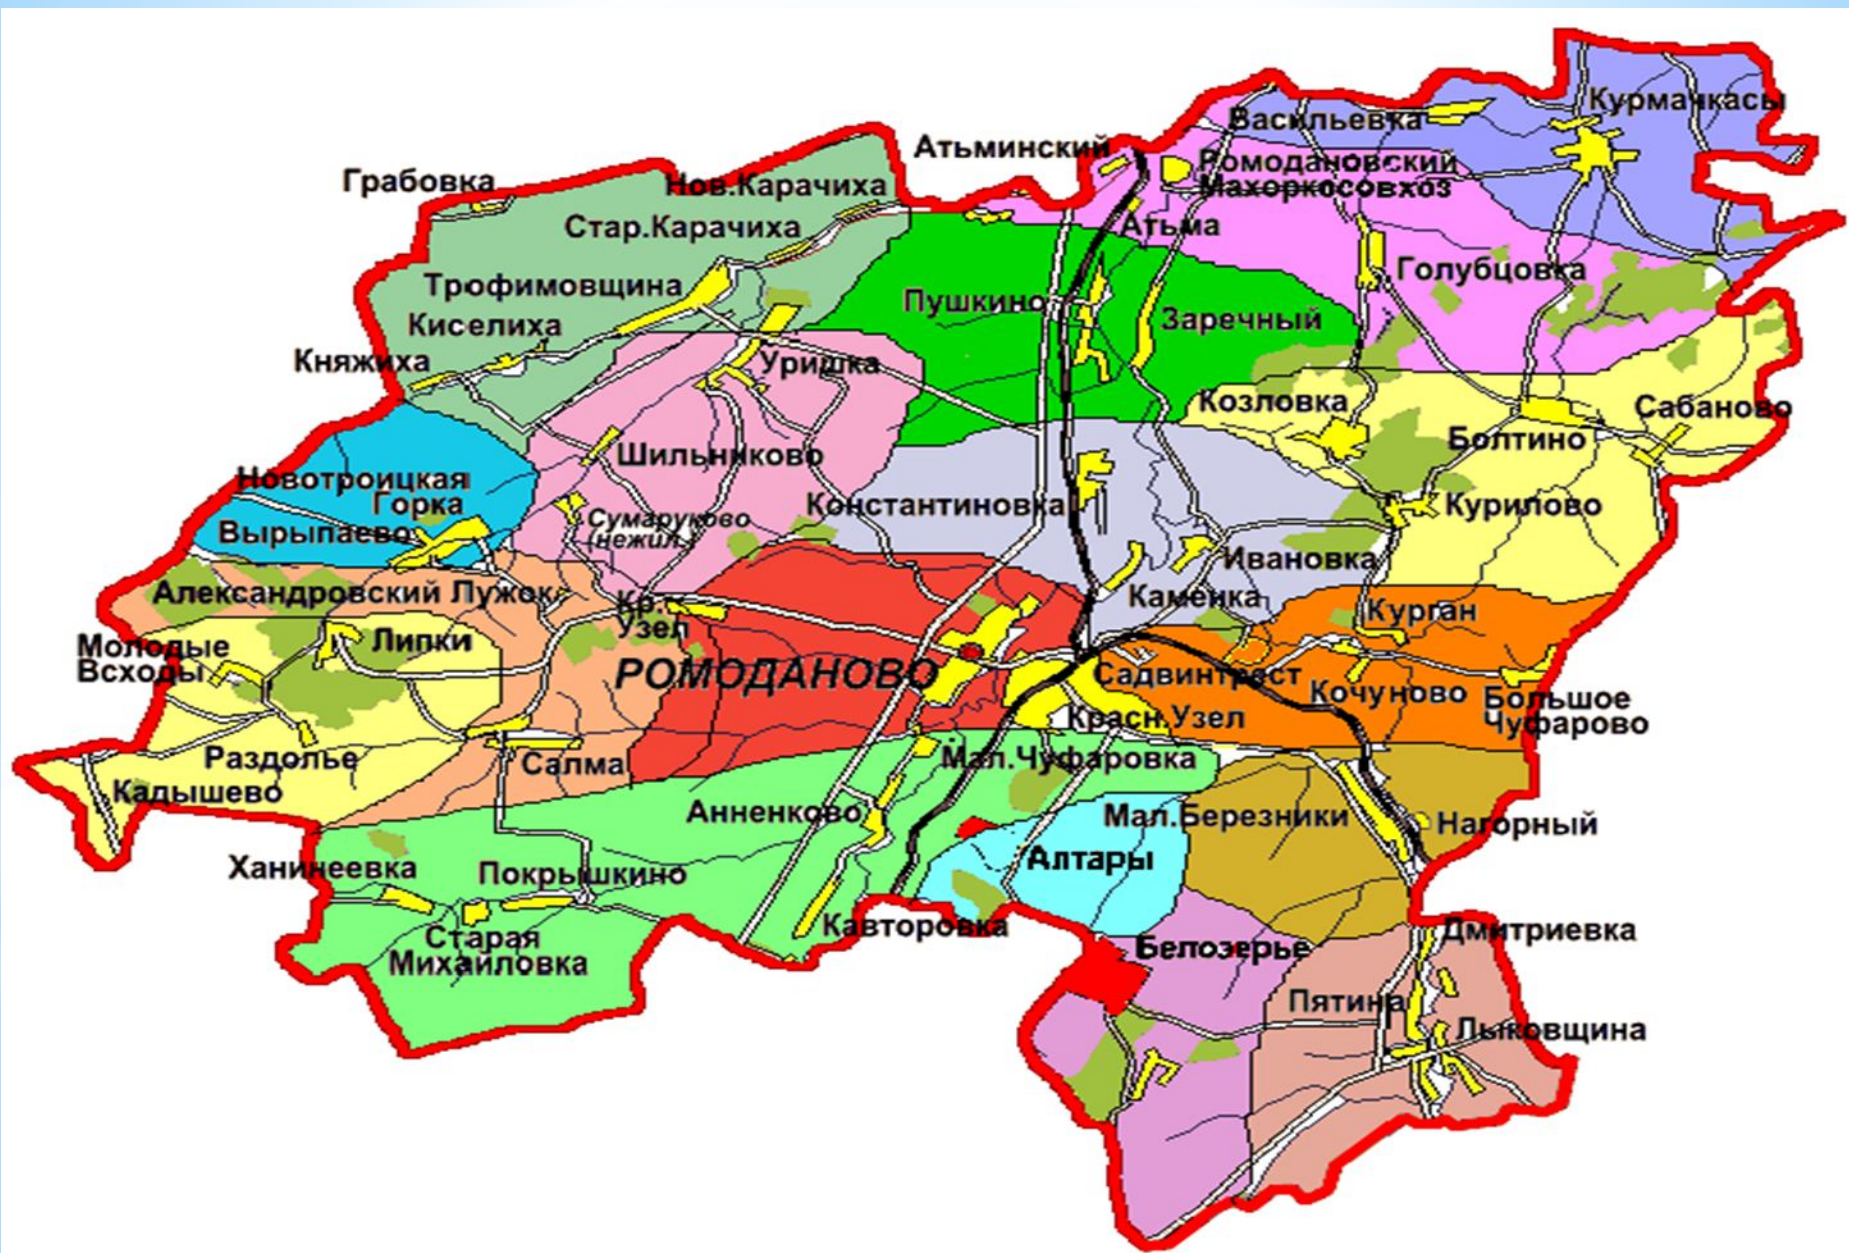 Курмачкасы
Васильевка
Атьминский
Ромодановский
Махоркосовхоз
Грабовка
Нов.Карачиха
Стар.Карачиха
Атьма
Голубцовка
Трофимовщина
Пушкино
Заречный
Киселиха
Княжиха
Уришка
Козловка
Сабаново
Болтино
Шильниково
Новотроицкая
Горка
Константиновка
Курилово
Сумаруково
(нежил.)
Вырыпаево
Ивановка
Александровский Лужок
Каменка
Кр.
Узел
Курган
Липки
Молодые
Всходы
РОМОДАНОВО
Садвинтрест
Кочуново
Большое
Чуфарово
Красн.Узел
Раздолье
Салма
Мал.Чуфаровка
Кадышево
Анненково
Мал.Березники
Нагорный
Алтары
Ханинеевка
Покрышкино
Кавторовка
Старая
Михайловка
Дмитриевка
Белозерье
Пятина
Лыковщина